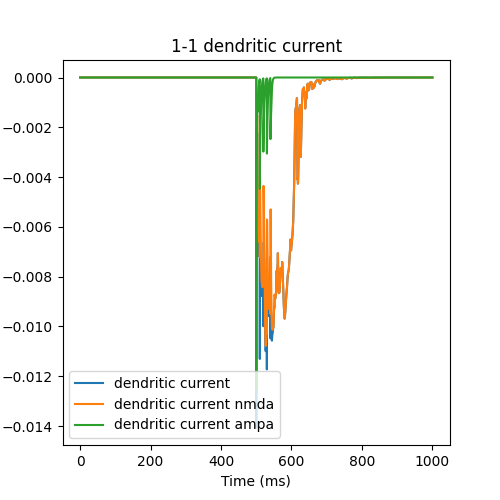 1-1 dendritic current
0.000
−0.002
−0.004
−0.006
−0.008
−0.010
−0.012
−0.014
dendritic current
dendritic current nmda
dendritic current ampa
0 200 400 600 800 1000
Time (ms)